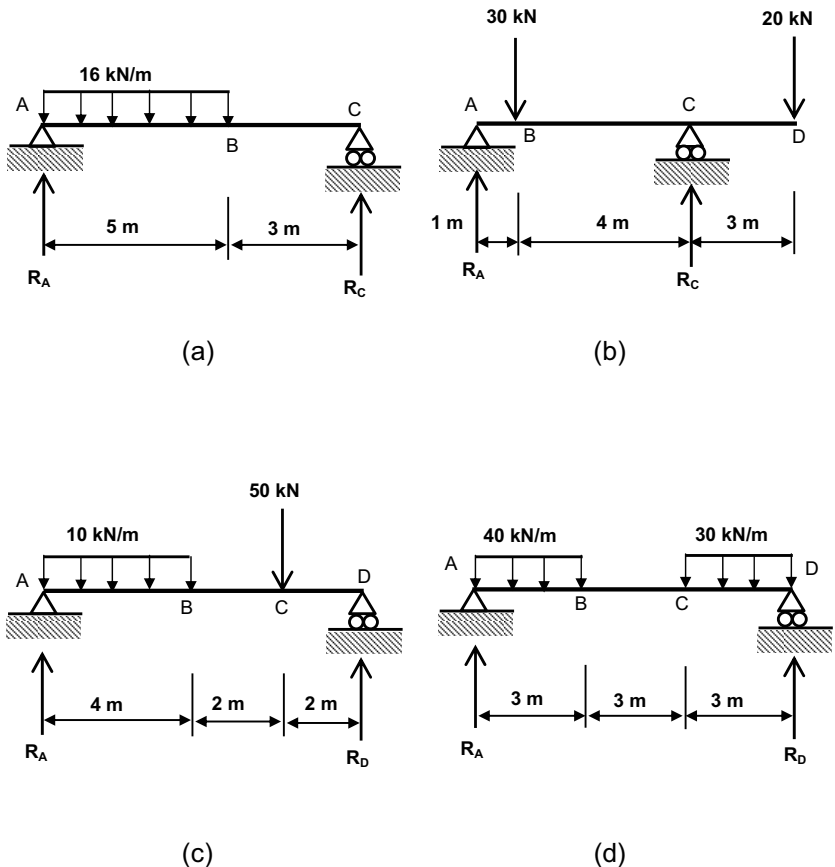 30 kN 20 kN
16 kN/m
A C A C
B B D
5 m 3 m 1 m 4 m 3 m
R_A R_C R_A R_C
(a) (b)
50 kN
10 kN/m 40 kN/m 30 kN/m
A D A D
B C B C
4 m 2 m 2 m 3 m 3 m 3 m
R_A R_D R_A R_D
(c) (d)